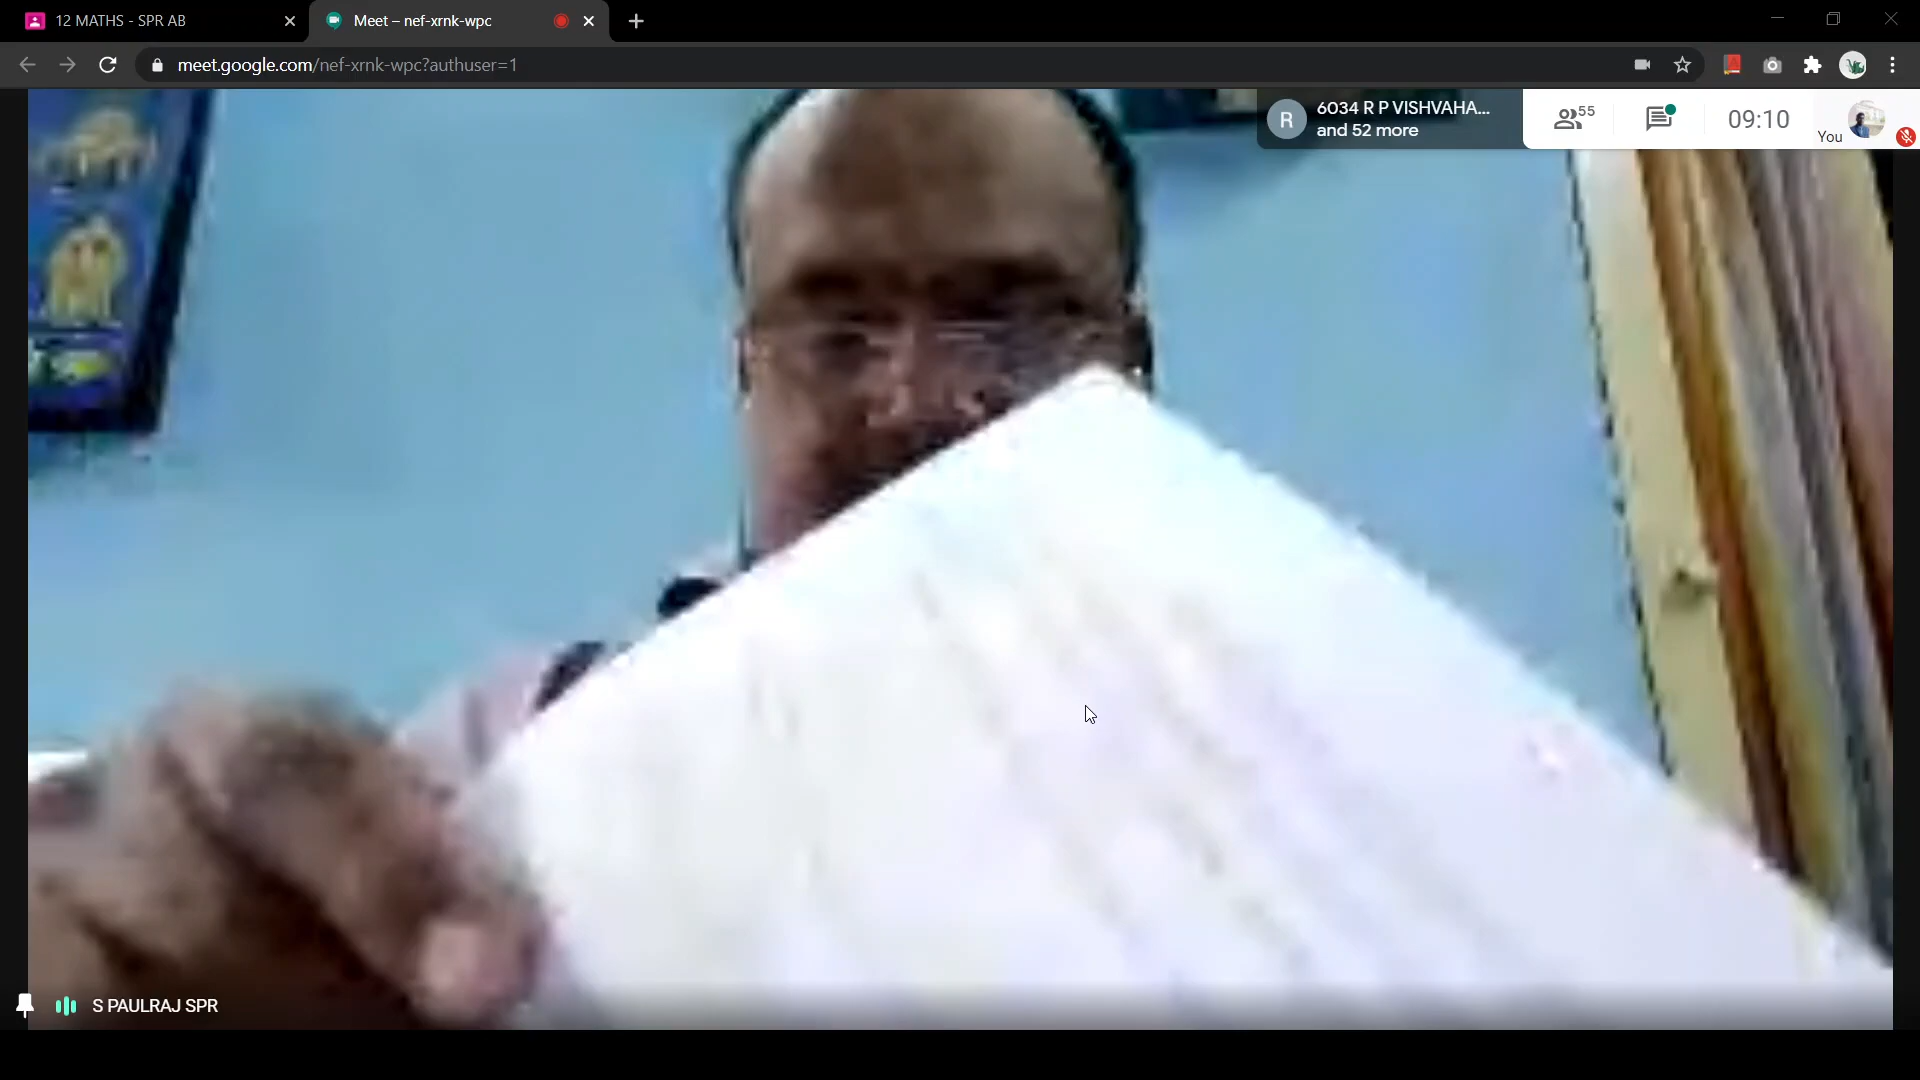 12 MATHS - SPR AB
Meet – nef-xrnk-wpc
meet.google.com/nef-xrnk-wpc?authuser=1
6034 R P VISHVAHA...
and 52 more
R
55
09:10
You
S PAULRAJ SPR